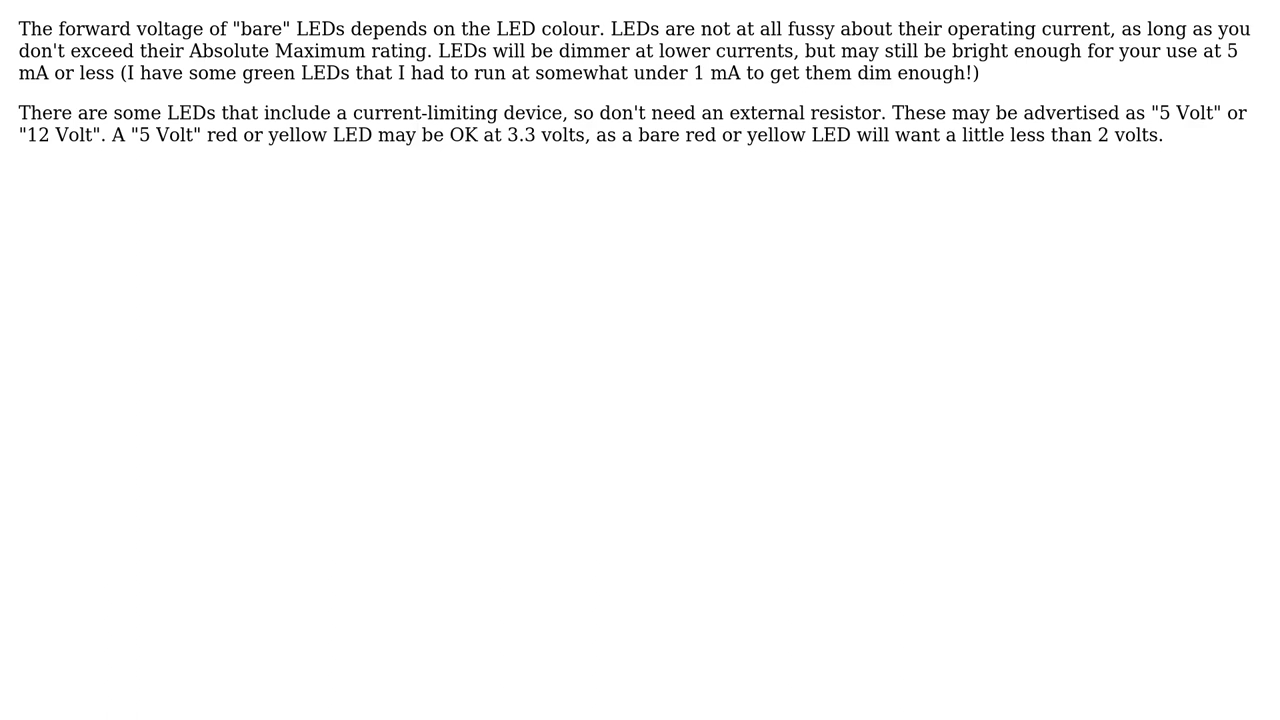 The forward voltage of "bare" LEDs depends on the LED colour. LEDs are not at all fussy about their operating current, as long as you
don't exceed their Absolute Maximum rating. LEDs will be dimmer at lower currents, but may still be bright enough for your use at 5
mA or less (I have some green LEDs that I had to run at somewhat under 1 mA to get them dim enough!)
There are some LEDs that include a current-limiting device, so don't need an external resistor. These may be advertised as "5 Volt" or
"12 Volt". A "5 Volt" red or yellow LED may be OK at 3.3 volts, as a bare red or yellow LED will want a little less than 2 volts.